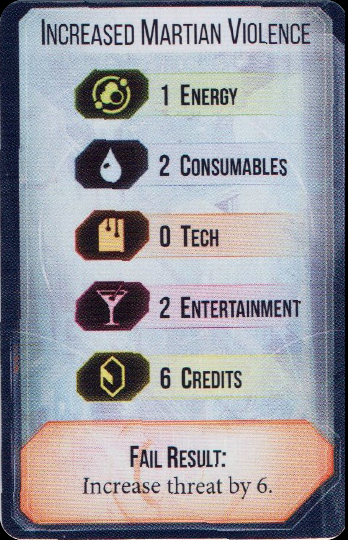 Increased Martian Violence
1 Energy
2 Consumables
0 Tech
2 Entertainment
6 Credits
Fail Result:
Increase threat by 6.